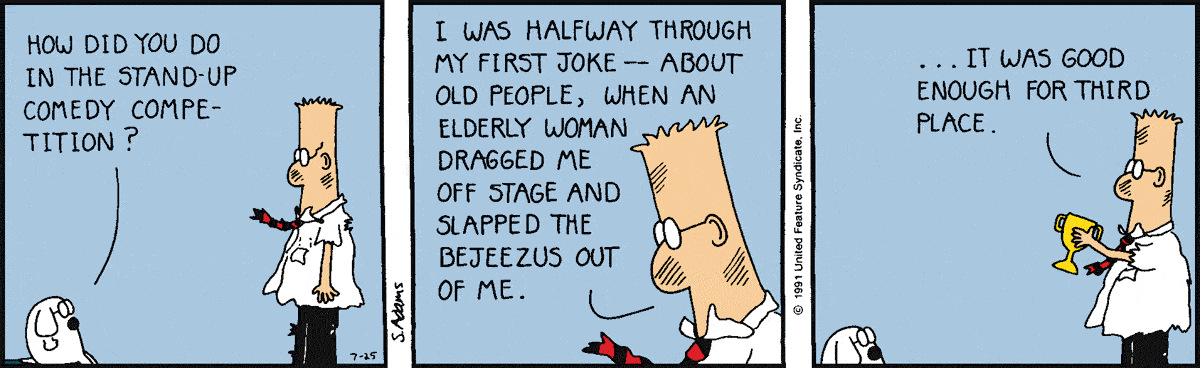 HOW DID YOU DO
IN THE STAND-UP
COMEDY COMPE-
TITION?
7-25
S. Adams
I WAS HALFWAY THROUGH
MY FIRST JOKE -- ABOUT
OLD PEOPLE, WHEN AN
ELDERLY WOMAN
DRAGGED ME
OFF STAGE AND
SLAPPED THE
BEJEEZUS OUT
OF ME.
© 1991 United Feature Syndicate, Inc.
...IT WAS GOOD
ENOUGH FOR THIRD
PLACE.